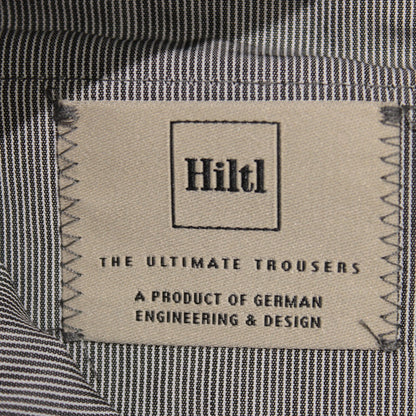 Hiltl
THE ULTIMATE TROUSERS
A PRODUCT OF GERMAN
ENGINEERING & DESIGN